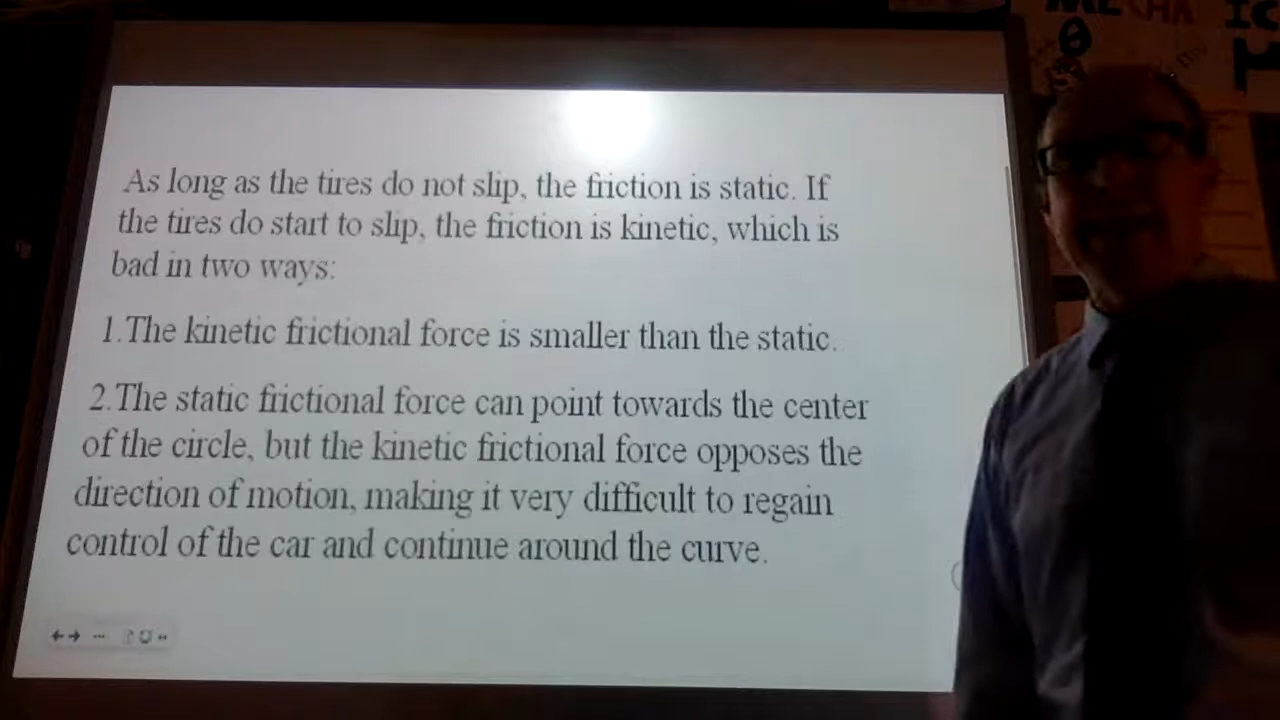 As long as the tires do not slip, the friction is static. If
the tires do start to slip, the friction is kinetic, which is
bad in two ways:
1.The kinetic frictional force is smaller than the static.
2.The static frictional force can point towards the center
of the circle, but the kinetic frictional force opposes the
direction of motion, making it very difficult to regain
control of the car and continue around the curve.